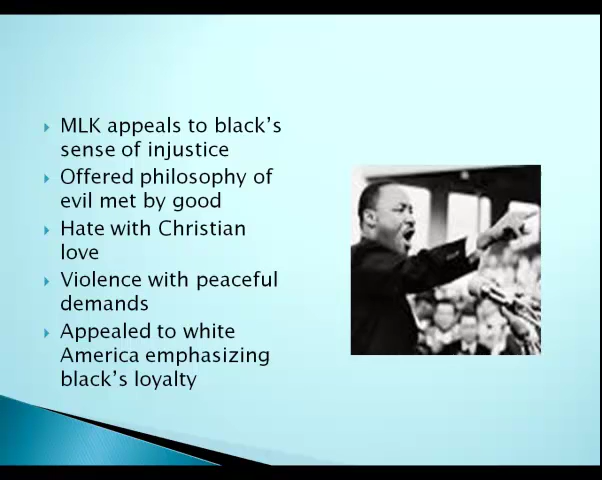 MLK appeals to black's
sense of injustice
Offered philosophy of
evil met by good
Hate with Christian
love
Violence with peaceful
demands
Appealed to white
America emphasizing
black's loyalty